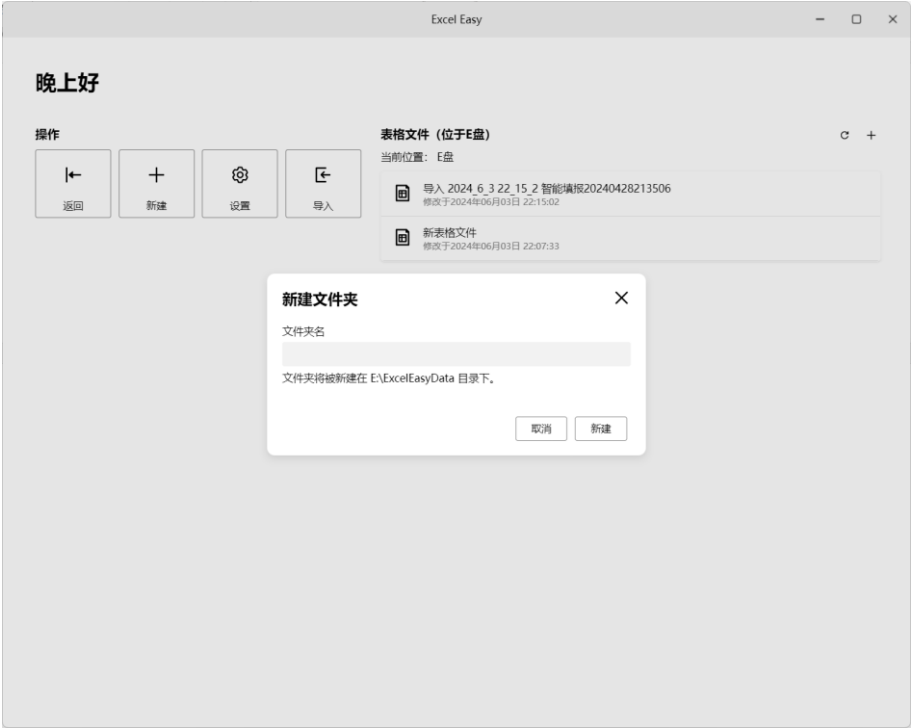 Excel Easy
晚上好
操作
返回
新建
设置
导入
表格文件（位于E盘）
当前位置： E盘
导入 2024_6_3 22_15_2 智能填报20240428213506
修改于2024年06月03日 22:15:02
新表格文件
修改于2024年06月03日 22:07:33
新建文件夹
文件夹名
文件夹将被新建在 E:\ExcelEasyData 目录下。
取消
新建